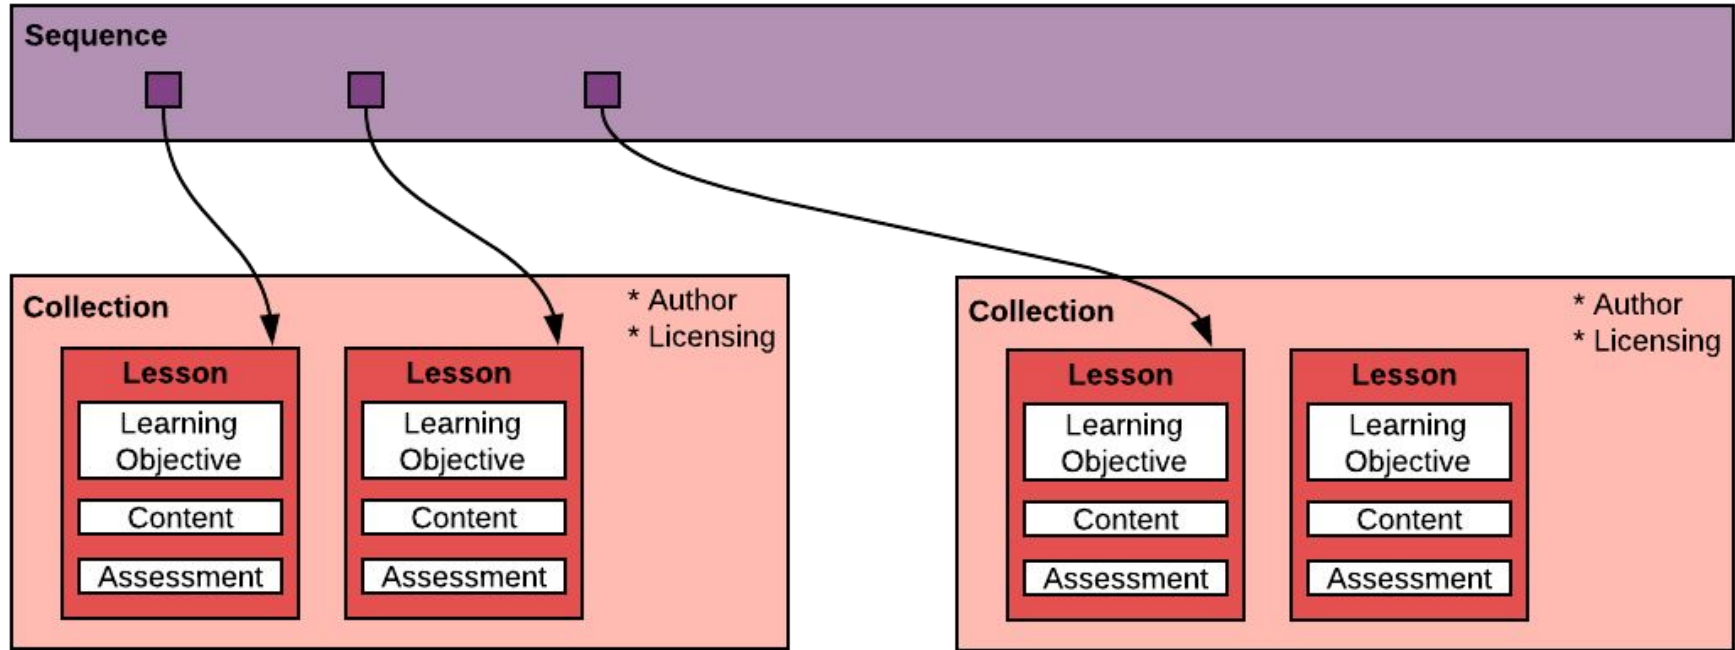 Sequence
Collection
* Author
* Licensing
Lesson
Learning
Objective
Content
Assessment
Lesson
Learning
Objective
Content
Assessment
Collection
* Author
* Licensing
Lesson
Learning
Objective
Content
Assessment
Lesson
Learning
Objective
Content
Assessment